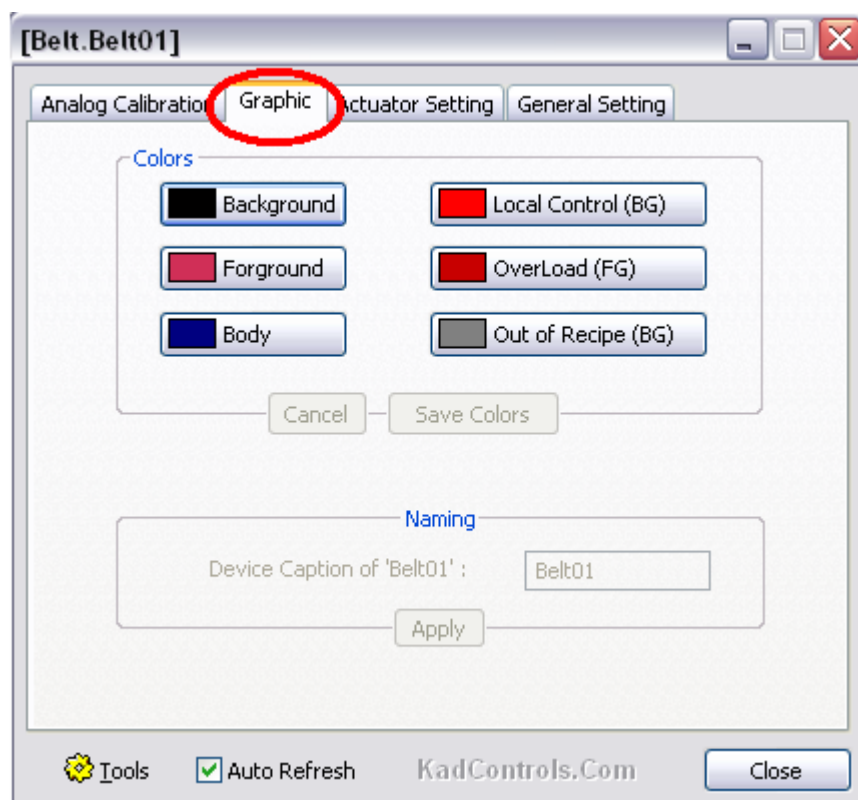 [Belt.Belt01]
Analog Calibration Graphic Actuator Setting General Setting
Colors
Background Local Control (BG)
Forground OverLoad (FG)
Body Out of Recipe (BG)
Cancel Save Colors
Naming
Device Caption of 'Belt01' : Belt01
Apply
Tools Auto Refresh KadControls.Com Close